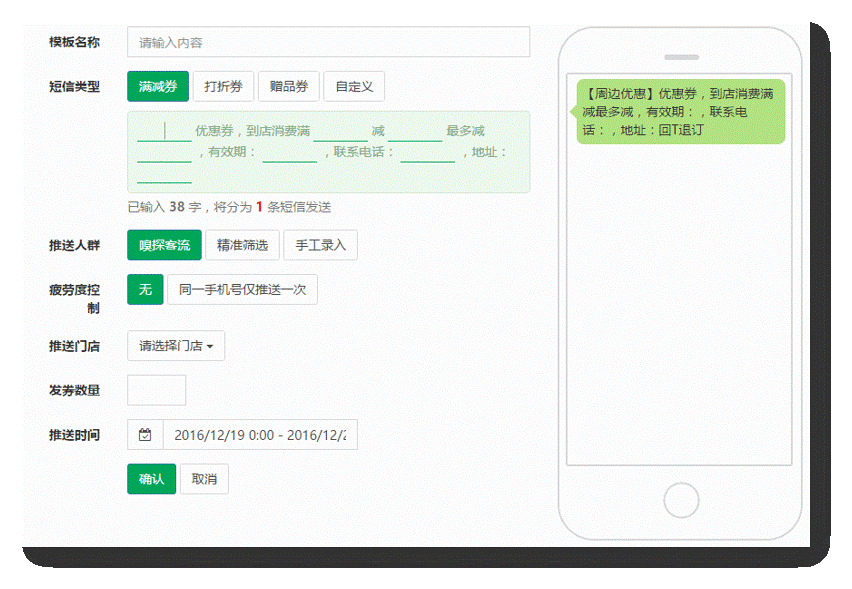 模板名称 请输入内容
短信类型 满减券 打折券 赠品券 自定义
优惠券，到店消费满 减 最多减
，有效期： ，联系电话： ，地址：
已输入 38 字，将分为 1 条短信发送
推送人群 嗅探客流 精准筛选 手工录入
疲劳度控
制
无 同一手机号仅推送一次
推送门店 请选择门店
发券数量
推送时间 2016/12/19 0:00 - 2016/12/2
确认 取消
【周边优惠】优惠券，到店消费满
减最多减，有效期：，联系电
话：，地址：回T退订